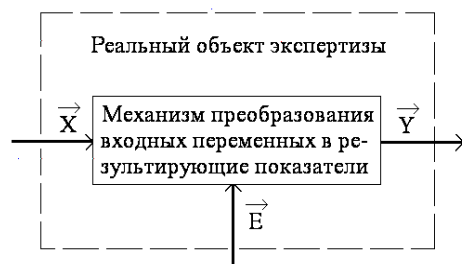 Реальный объект экспертизы
X
Механизм преобразования
входных переменных в ре-
зультирующие показатели
Y
E